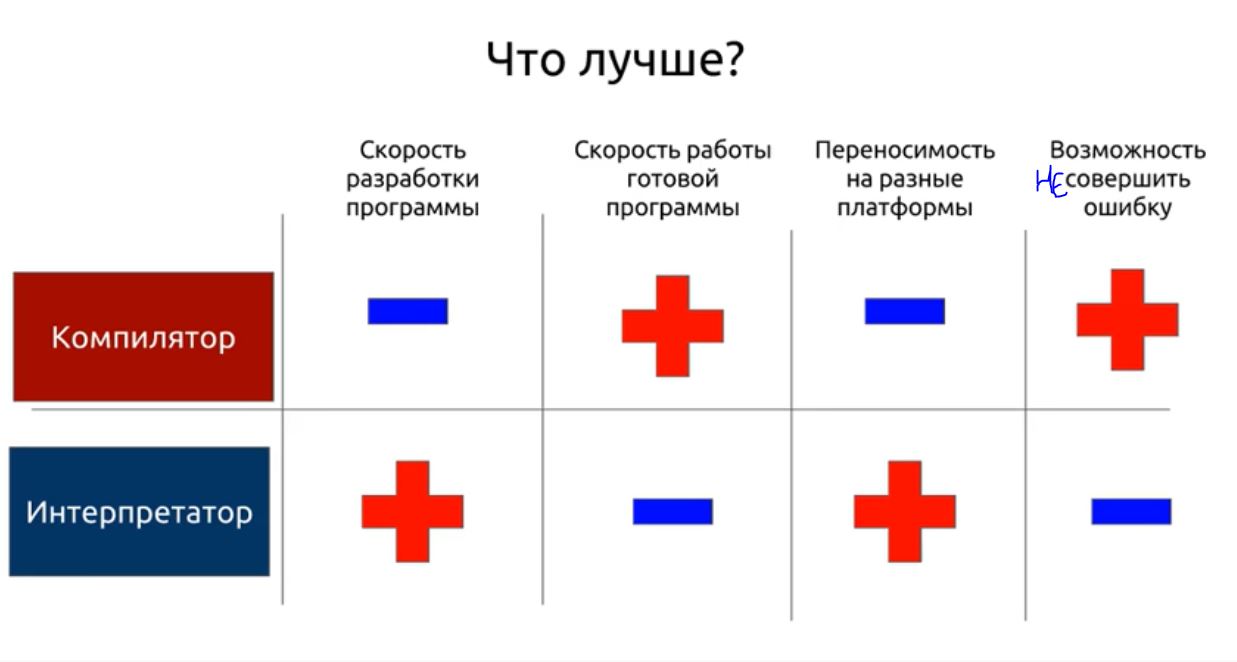 Что лучше?
Скорость
разработки
программы
Скорость работы
готовой
программы
Переносимость
на разные
платформы
Возможность
НЕ совершить
ошибку
Компилятор
Интерпретатор